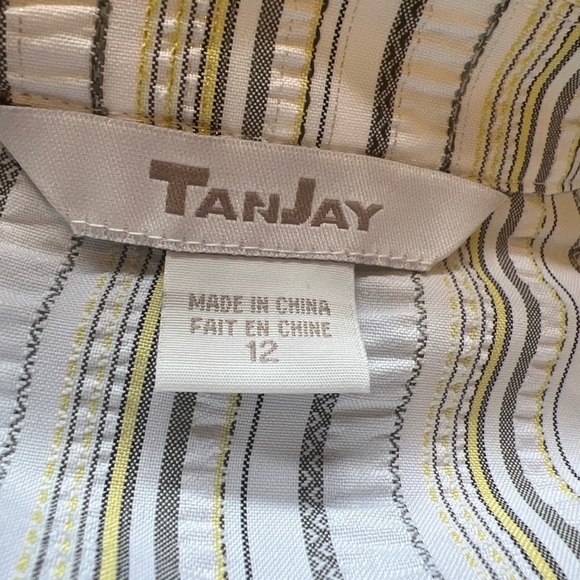 TANJAY
MADE IN CHINA
FAIT EN CHINE
12